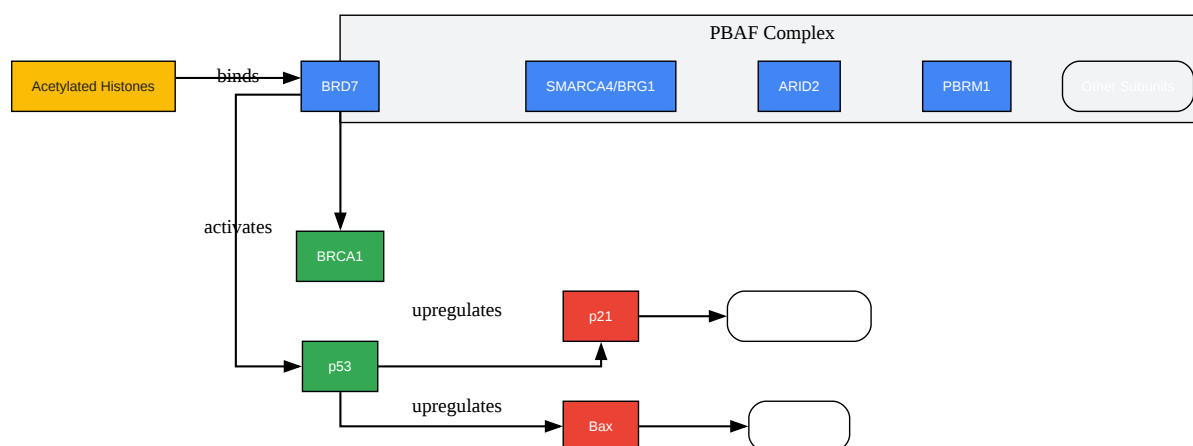 PBAF Complex
Acetylated Histones
binds
BRD7
SMARCA4/BRG1
ARID2
PBRM1
Other Subunits
activates
BRCA1
upregulates
p21
p53
upregulates
Bax